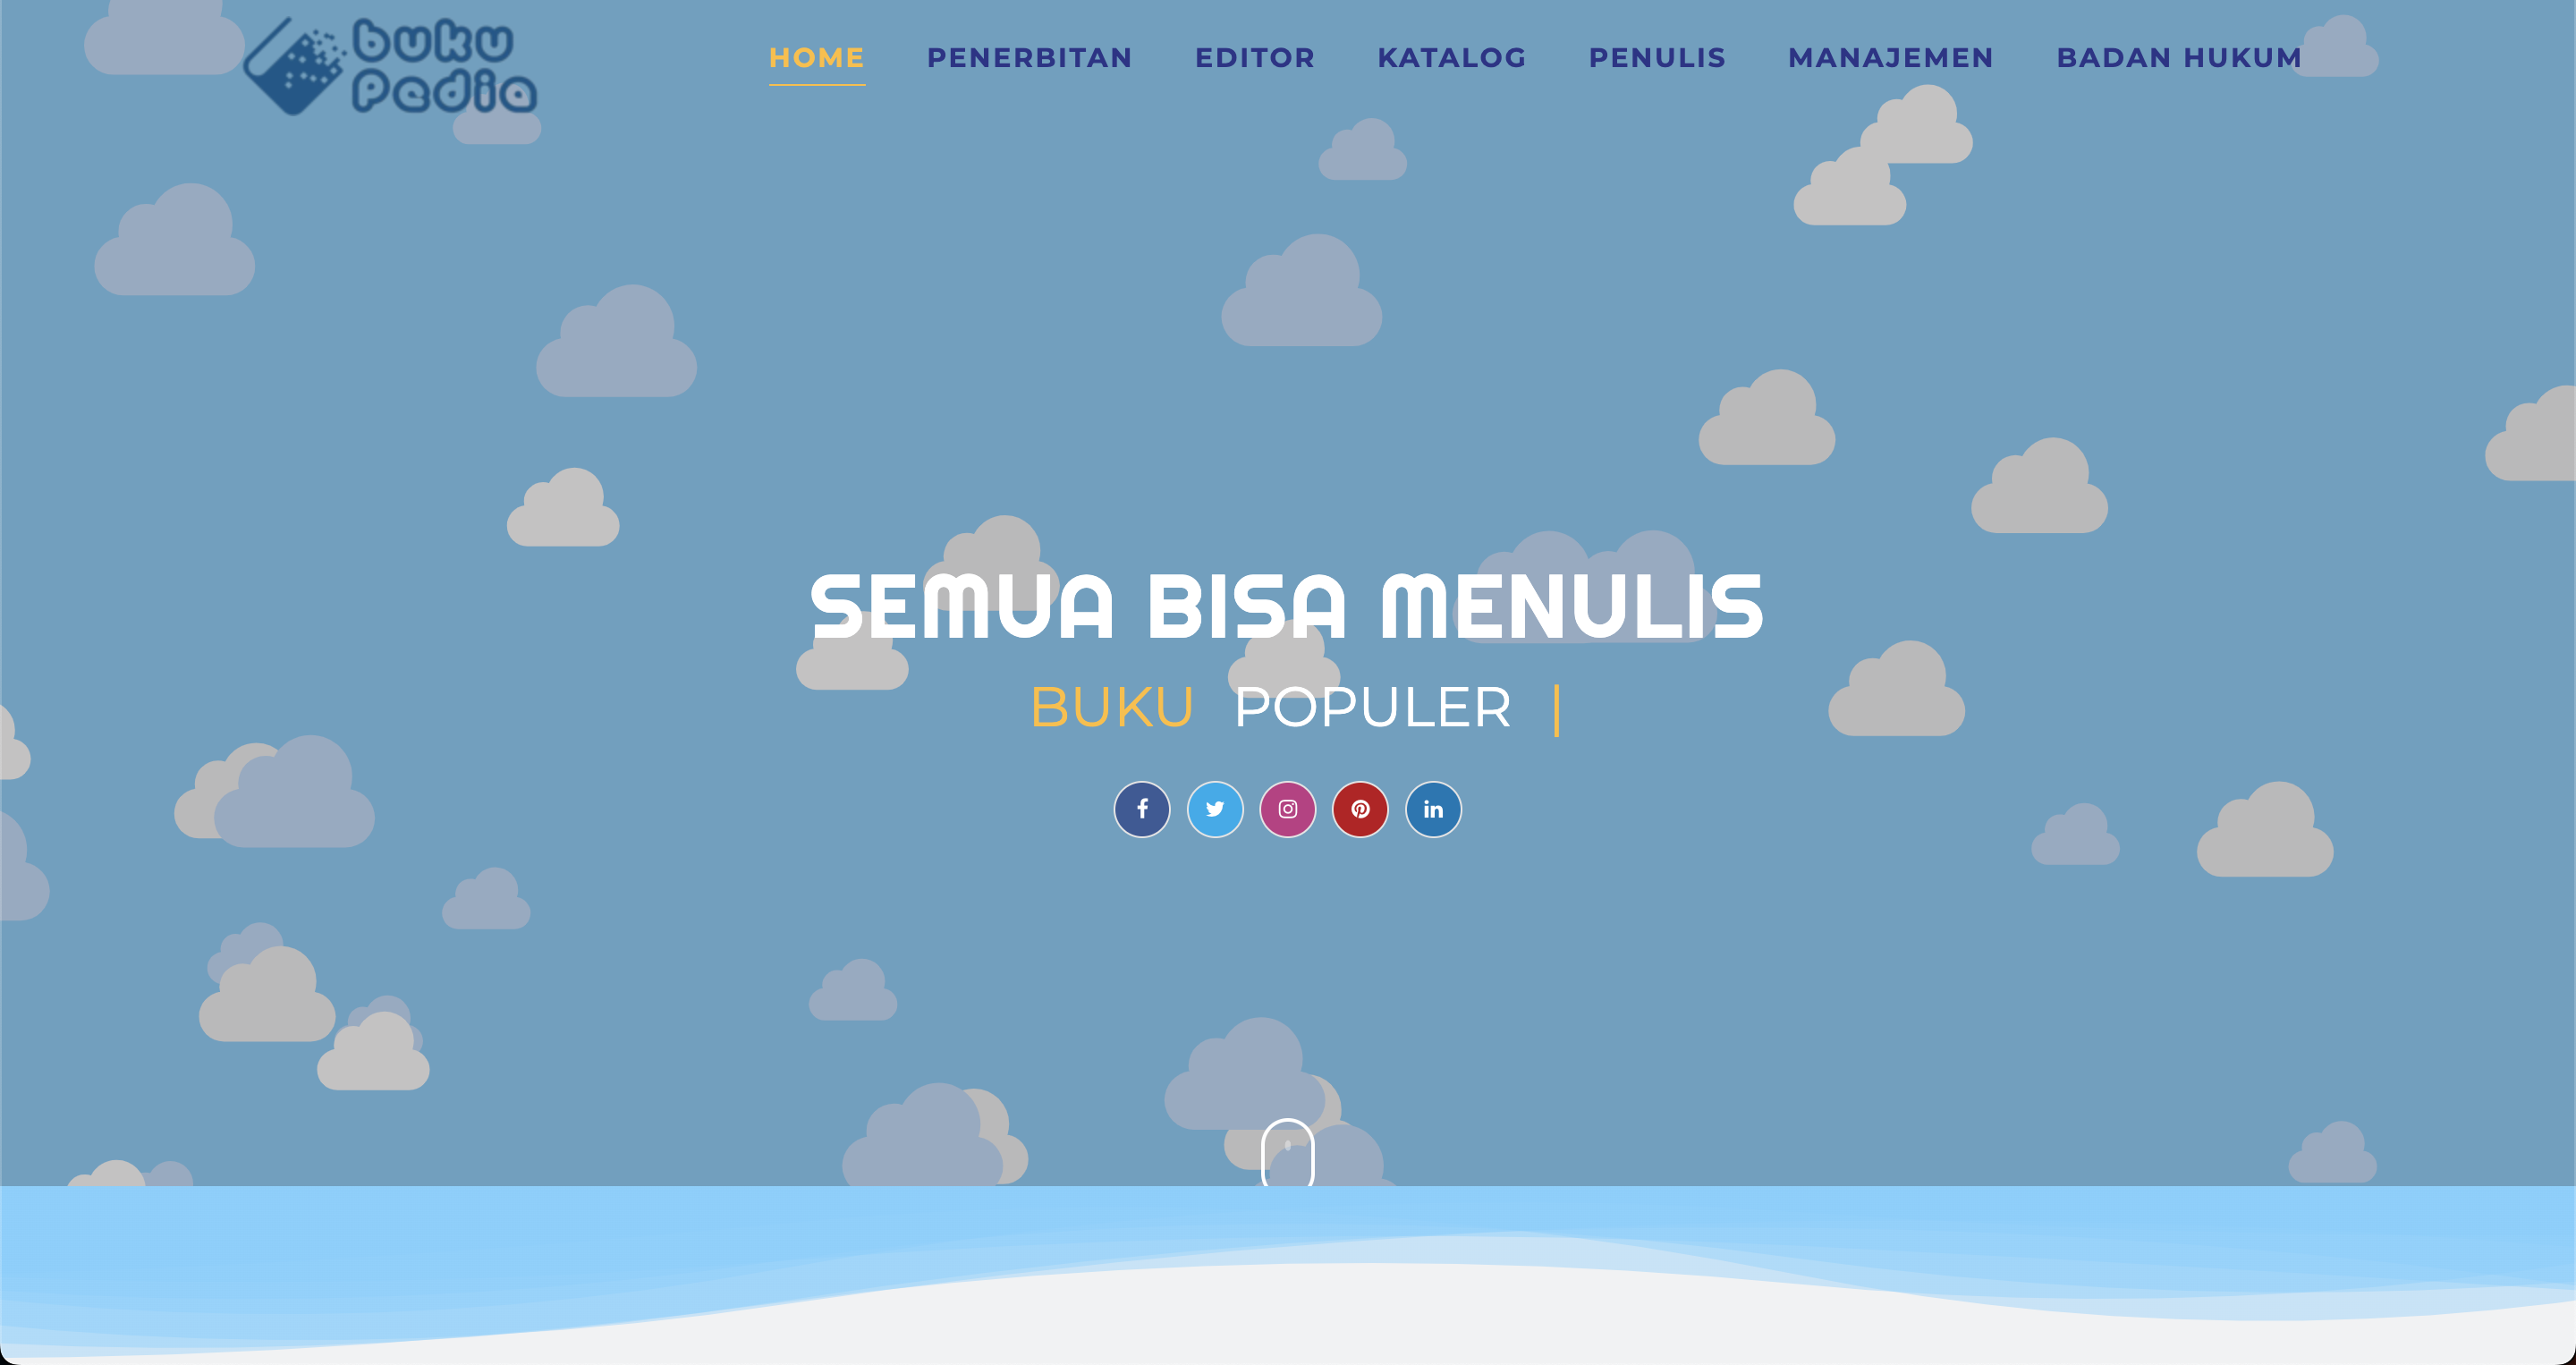 buku
Pedia
HOME PENERBITAN EDITOR KATALOG PENULIS MANAJEMEN BADAN HUKUM
SEMUA BISA MENULIS
BUKU POPULER |